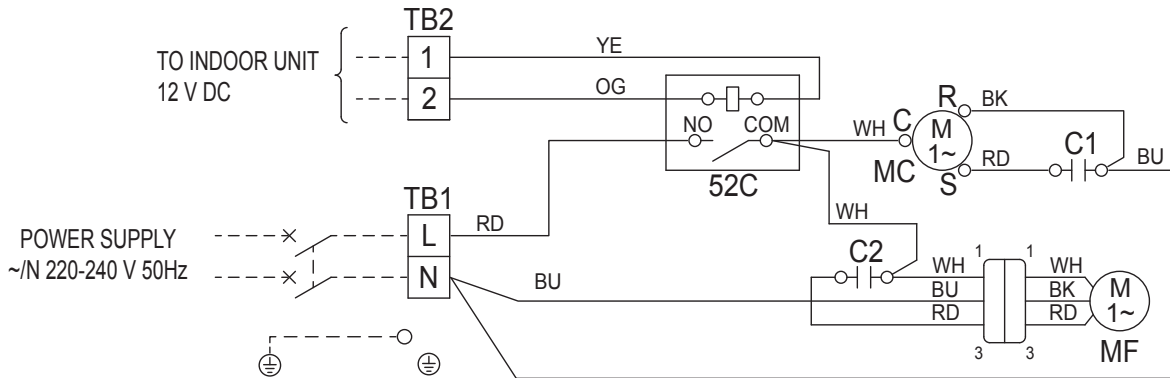 TB2
TO INDOOR UNIT
12 V DC
1
2
YE
OG
NO COM
52C
WH
C
R
M
1~
S
MC
BK
RD
C1
BU
WH
TB1
L
N
RD
POWER SUPPLY
~/N 220-240 V 50Hz
BU
C2
WH
BU
RD
1 1
3 3
WH
BK
RD
M
1~
MF